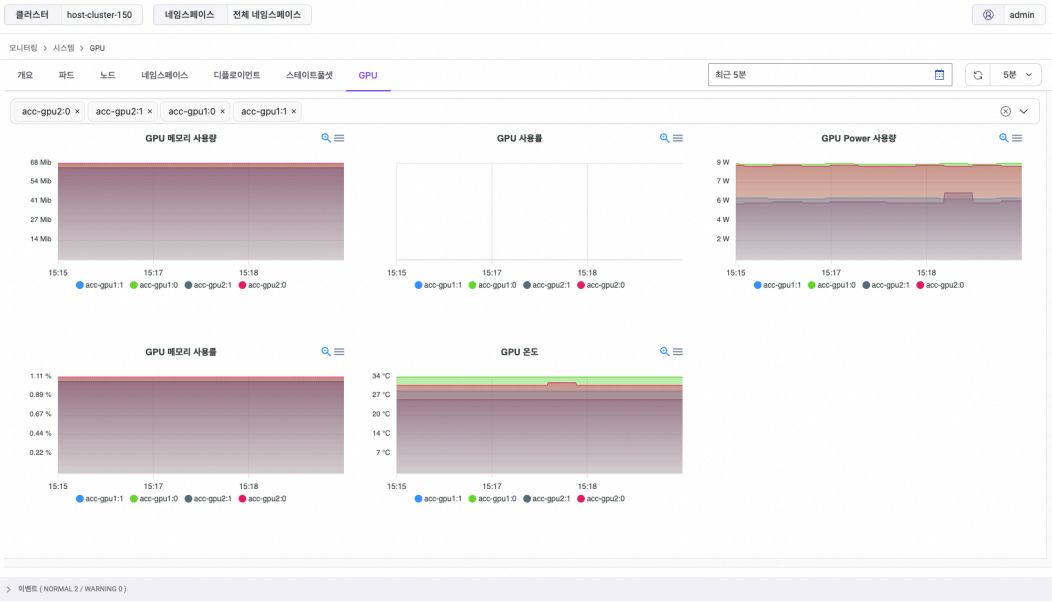 클러스터 host-cluster-150 네임스페이스 전체 네임스페이스 admin
모니터링 > 시스템 > GPU
개요 파드 노드 네임스페이스 디플로이먼트 스테이트풀셋 GPU 최근 5분 5분
acc-gpu2:0 × acc-gpu2:1 × acc-gpu1:0 × acc-gpu1:1 ×
GPU 메모리 사용량
68 Mib
54 Mib
41 Mib
27 Mib
14 Mib
15:15 15:17 15:18
acc-gpu1:1 acc-gpu1:0 acc-gpu2:1 acc-gpu2:0
GPU 사용률
15:15 15:17 15:18
acc-gpu1:1 acc-gpu1:0 acc-gpu2:1 acc-gpu2:0
GPU Power 사용량
9 W
7 W
6 W
4 W
2 W
15:15 15:17 15:18
acc-gpu1:1 acc-gpu1:0 acc-gpu2:1 acc-gpu2:0
GPU 메모리 사용률
1.11 %
0.89 %
0.67 %
0.44 %
0.22 %
15:15 15:17 15:18
acc-gpu1:1 acc-gpu1:0 acc-gpu2:1 acc-gpu2:0
GPU 온도
34 °C
27 °C
20 °C
14 °C
7 °C
15:15 15:17 15:18
acc-gpu1:1 acc-gpu1:0 acc-gpu2:1 acc-gpu2:0
> 이벤트 ( NORMAL 2 / WARNING 0 )